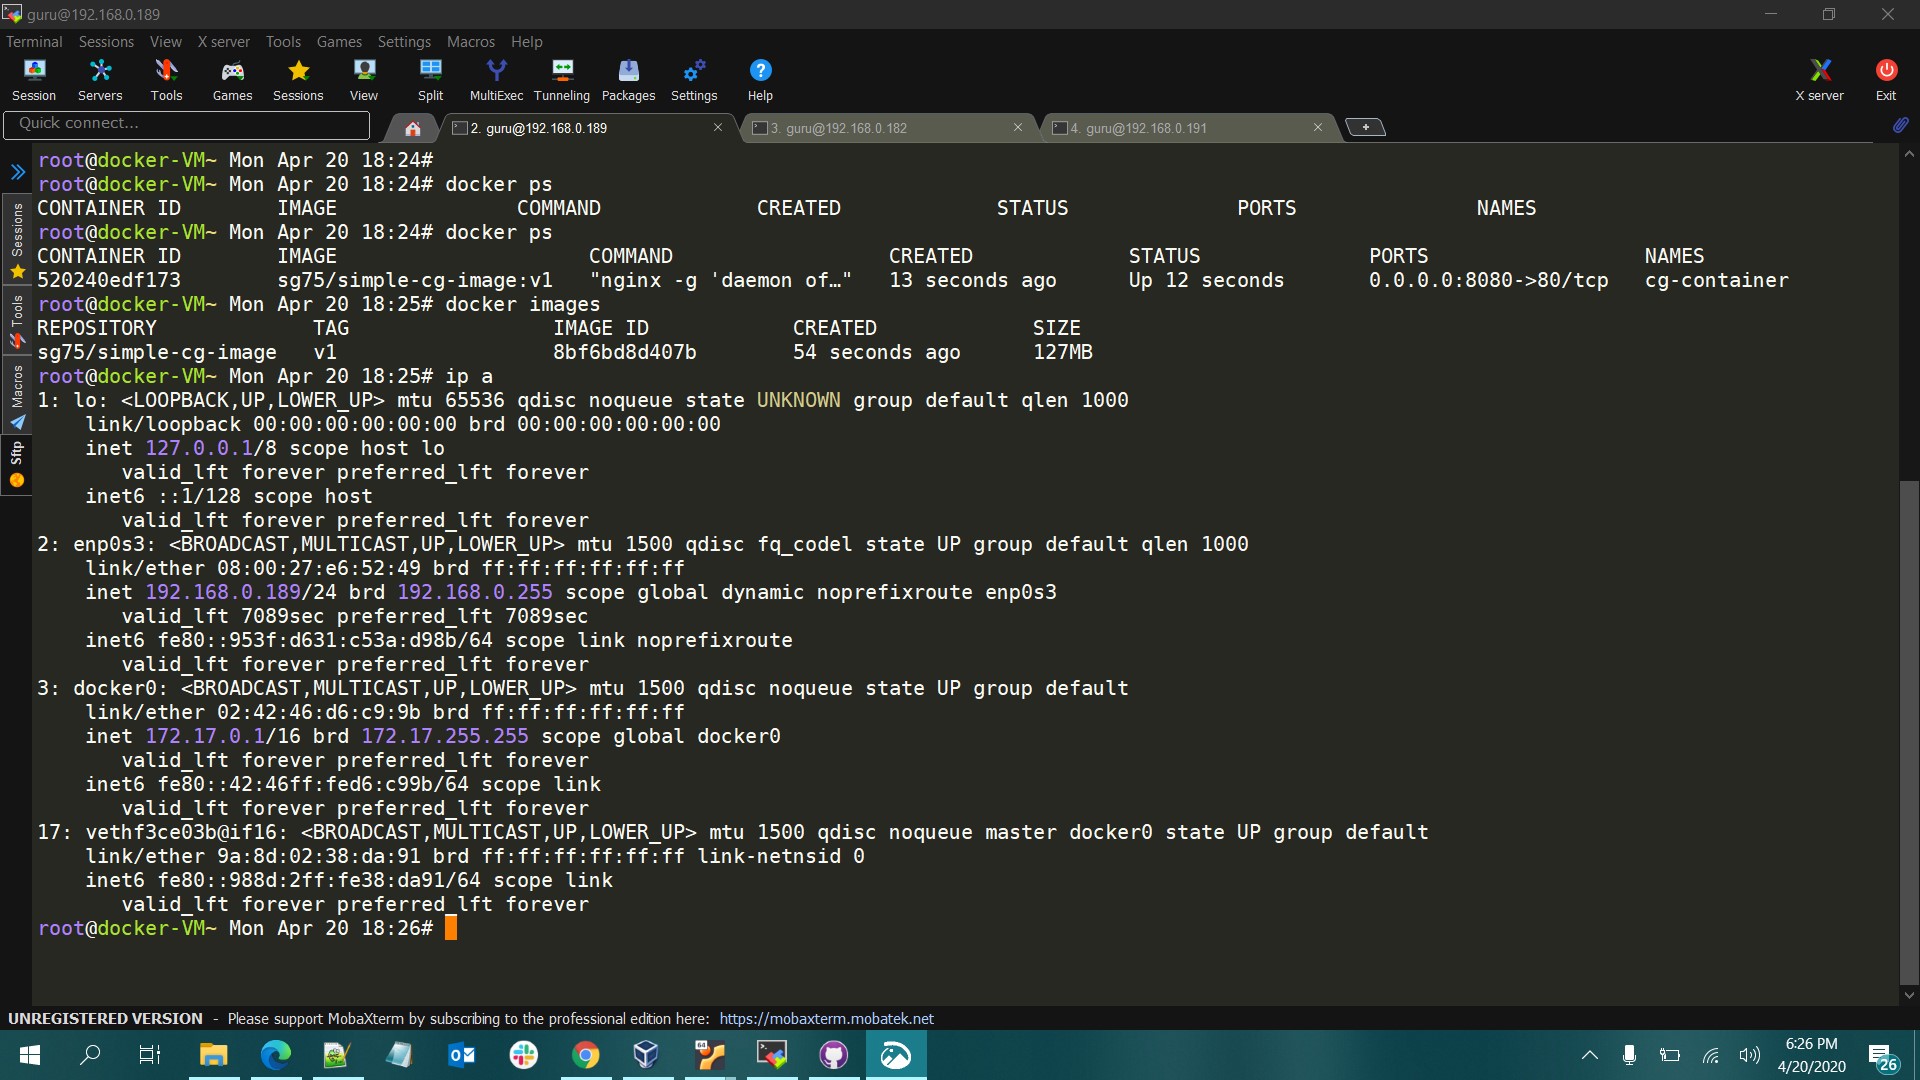 guru@192.168.0.189
Terminal Sessions View X server Tools Games Settings Macros Help
Session Servers Tools Games Sessions View Split MultiExec Tunneling Packages Settings Help X server Exit
Quick connect...
2. guru@192.168.0.189
3. guru@192.168.0.182
4. guru@192.168.0.191
Sessions
Tools
Macros
Sftp
root@docker-VM~ Mon Apr 20 18:24#
root@docker-VM~ Mon Apr 20 18:24# docker ps
CONTAINER ID        IMAGE               COMMAND             CREATED             STATUS              PORTS               NAMES
root@docker-VM~ Mon Apr 20 18:24# docker ps
CONTAINER ID        IMAGE                     COMMAND                  CREATED             STATUS              PORTS                  NAMES
520240edf173        sg75/simple-cg-image:v1   "nginx -g 'daemon of…"   13 seconds ago      Up 12 seconds       0.0.0.0:8080->80/tcp   cg-container
root@docker-VM~ Mon Apr 20 18:25# docker images
REPOSITORY             TAG                 IMAGE ID            CREATED             SIZE
sg75/simple-cg-image   v1                  8bf6bd8d407b        54 seconds ago      127MB
root@docker-VM~ Mon Apr 20 18:25# ip a
1: lo: <LOOPBACK,UP,LOWER_UP> mtu 65536 qdisc noqueue state UNKNOWN group default qlen 1000
    link/loopback 00:00:00:00:00:00 brd 00:00:00:00:00:00
    inet 127.0.0.1/8 scope host lo
       valid_lft forever preferred_lft forever
    inet6 ::1/128 scope host
       valid_lft forever preferred_lft forever
2: enp0s3: <BROADCAST,MULTICAST,UP,LOWER_UP> mtu 1500 qdisc fq_codel state UP group default qlen 1000
    link/ether 08:00:27:e6:52:49 brd ff:ff:ff:ff:ff:ff
    inet 192.168.0.189/24 brd 192.168.0.255 scope global dynamic noprefixroute enp0s3
       valid_lft 7089sec preferred_lft 7089sec
    inet6 fe80::953f:d631:c53a:d98b/64 scope link noprefixroute
       valid_lft forever preferred_lft forever
3: docker0: <BROADCAST,MULTICAST,UP,LOWER_UP> mtu 1500 qdisc noqueue state UP group default
    link/ether 02:42:46:d6:c9:9b brd ff:ff:ff:ff:ff:ff
    inet 172.17.0.1/16 brd 172.17.255.255 scope global docker0
       valid_lft forever preferred_lft forever
    inet6 fe80::42:46ff:fed6:c99b/64 scope link
       valid_lft forever preferred_lft forever
17: vethf3ce03b@if16: <BROADCAST,MULTICAST,UP,LOWER_UP> mtu 1500 qdisc noqueue master docker0 state UP group default
    link/ether 9a:8d:02:38:da:91 brd ff:ff:ff:ff:ff:ff link-netnsid 0
    inet6 fe80::988d:2ff:fe38:da91/64 scope link
       valid_lft forever preferred_lft forever
root@docker-VM~ Mon Apr 20 18:26#
UNREGISTERED VERSION - Please support MobaXterm by subscribing to the professional edition here: https://mobaxterm.mobatek.net
6:26 PM
4/20/2020
26